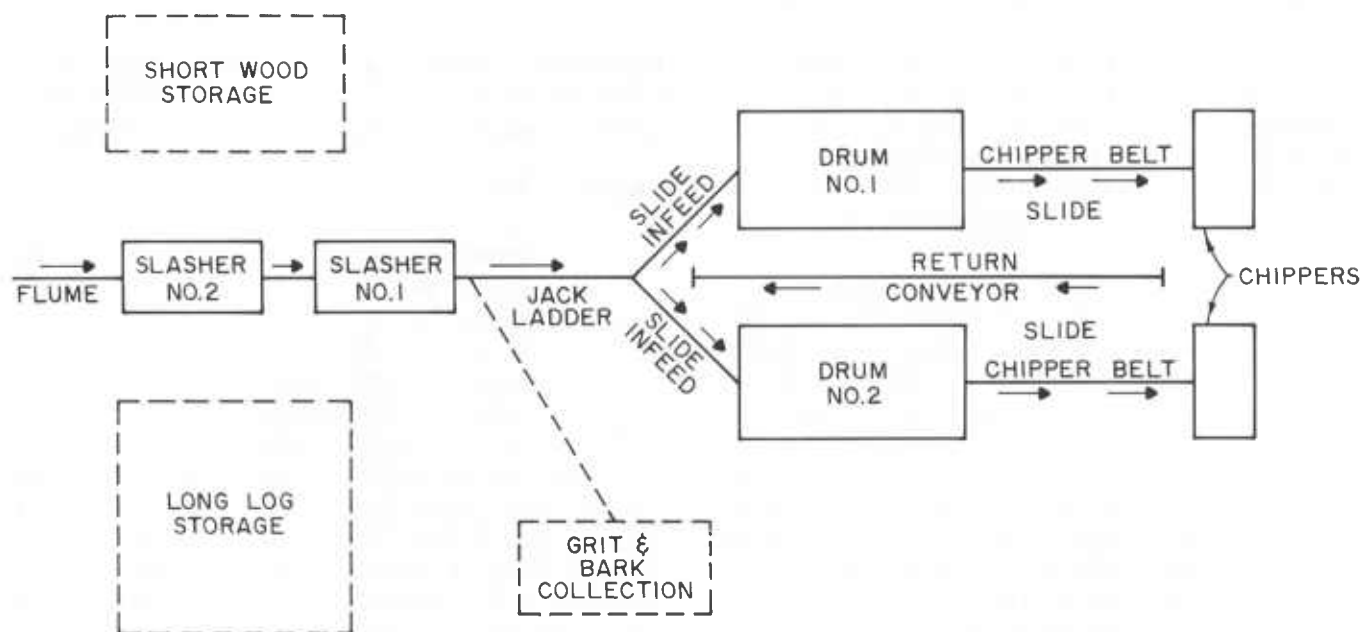 SHORT WOOD
STORAGE
FLUME
SLASHER
NO.2
SLASHER
NO.1
JACK
LADDER
SLIDE
INFEED
SLIDE
INFEED
DRUM
NO.1
CHIPPER BELT
SLIDE
RETURN
CONVEYOR
CHIPPERS
DRUM
NO.2
SLIDE
CHIPPER BELT
LONG LOG
STORAGE
GRIT &
BARK
COLLECTION